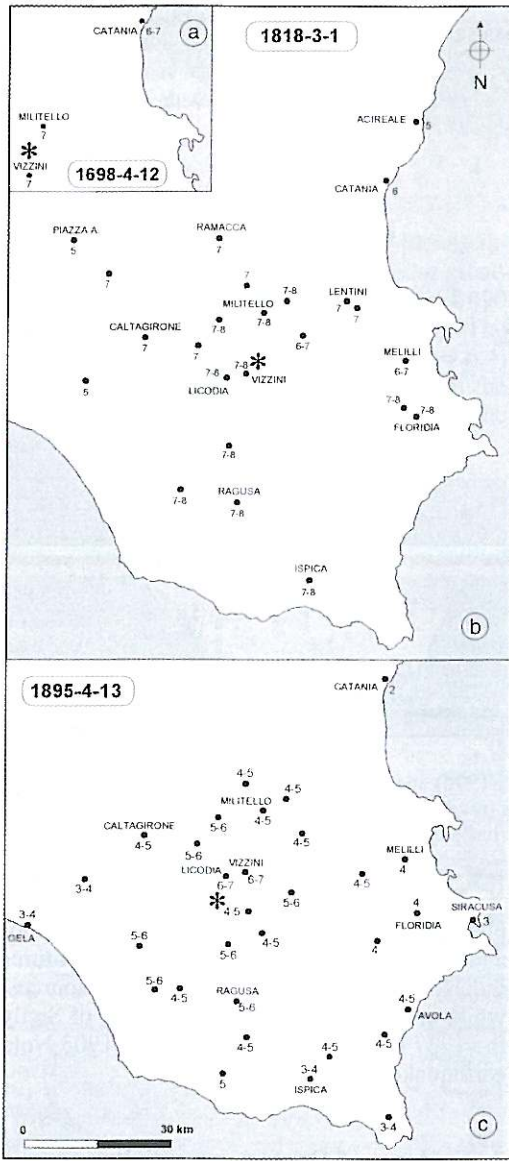 a
CATANIA
6-7
MILITELLO
7
VIZZINI
7
1698-4-12
1818-3-1
N
ACIREALE
5
CATANIA
6
PIAZZA A.
5
RAMACCA
7
7
7
7-8
LENTINI
7
7
MILITELLO
7-8
7-8
CALTAGIRONE
7
7
6-7
MELILLI
6-7
7-8
7-8
VIZZINI
LICODIA
5
7-8
7-8
FLORIDIA
7-8
7-8
RAGUSA
7-8
ISPICA
7-8
b
1895-4-13
CATANIA
2
4-5
4-5
MILITELLO
4-5
5-6
CALTAGIRONE
4-5
5-6
4-5
MELILLI
4
LICODIA
6-7
VIZZINI
6-7
4-5
3-4
5-6
4-5
4
FLORIDIA
SIRACUSA
3
3-4
GELA
5-6
5-6
4-5
4
5-6
4-5
RAGUSA
5-6
4-5
AVOLA
4-5
4-5
4-5
5
3-4
ISPICA
3-4
0
30 km
c